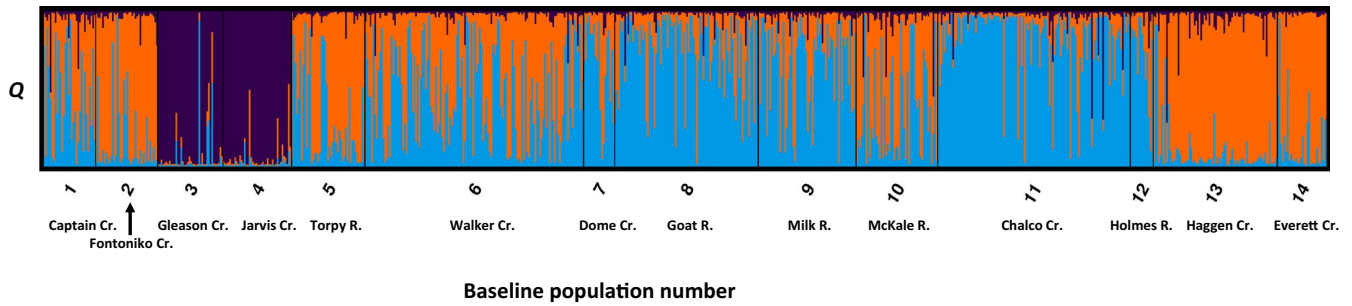 Q
1 2 3 4 5 6 7 8 9 10 11 12 13 14
Captain Cr. Gleason Cr. Jarvis Cr. Torpy R. Walker Cr. Dome Cr. Goat R. Milk R. McKale R. Chalco Cr. Holmes R. Haggen Cr. Everett Cr.
Fontoniko Cr.
Baseline population number